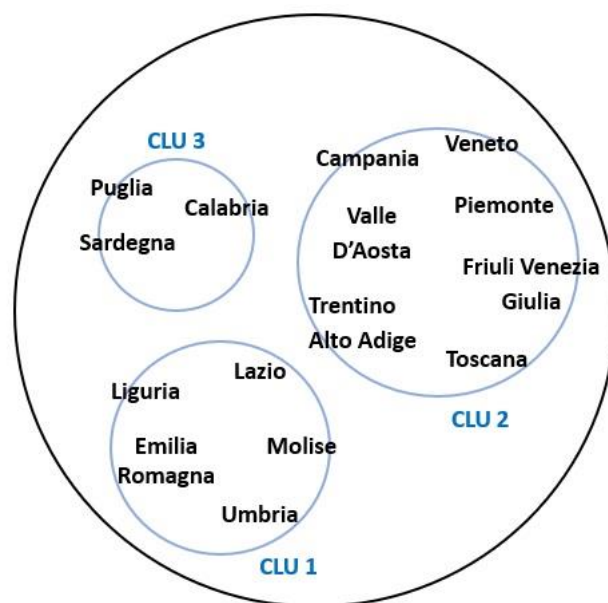 CLU 3
Puglia
Calabria
Sardegna
Campania
Veneto
Valle
D’Aosta
Piemonte
Friuli Venezia
Giulia
Trentino
Alto Adige
Toscana
CLU 2
Liguria
Lazio
Emilia
Romagna
Molise
Umbria
CLU 1